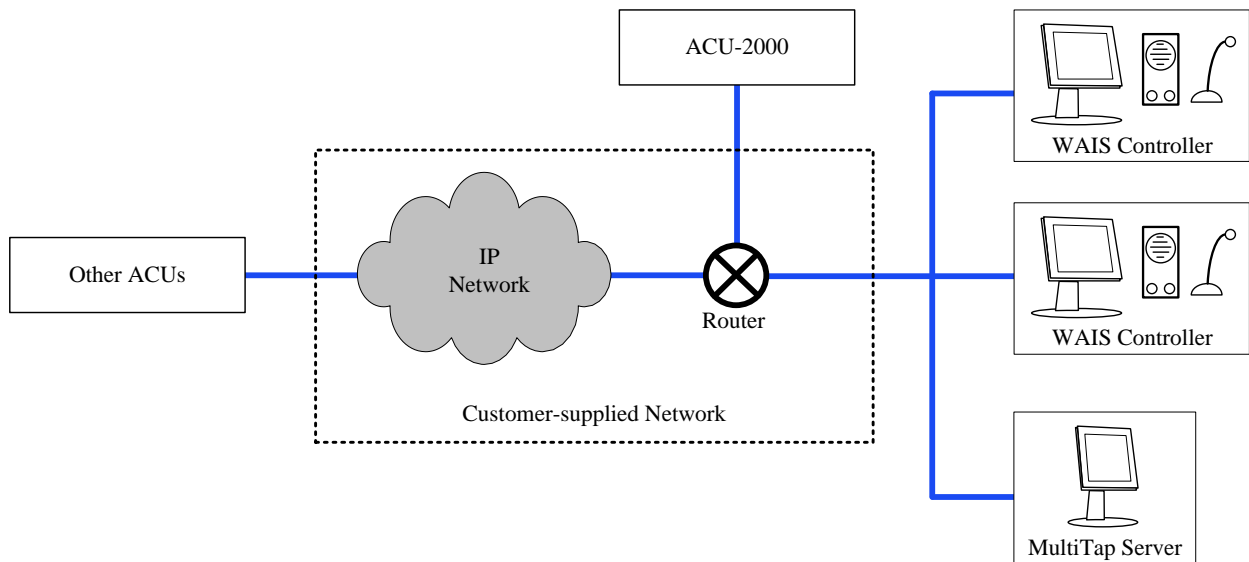 ACU-2000
WAIS Controller
Other ACUs
IP
Network
Router
WAIS Controller
Customer-supplied Network
MultiTap Server